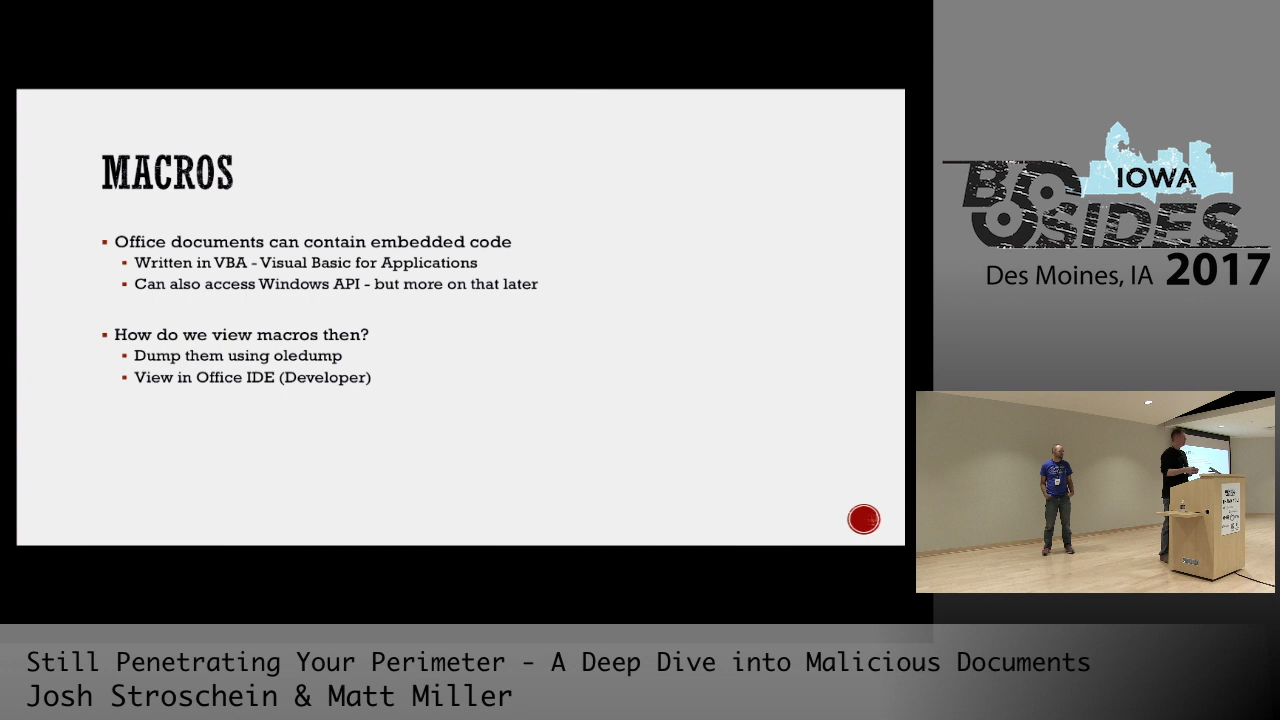 MACROS
Office documents can contain embedded code
Written in VBA - Visual Basic for Applications
Can also access Windows API - but more on that later
How do we view macros then?
Dump them using oledump
View in Office IDE (Developer)
IOWA
BSIDES
Des Moines, IA 2017
Still Penetrating Your Perimeter - A Deep Dive into Malicious Documents
Josh Stroschein & Matt Miller